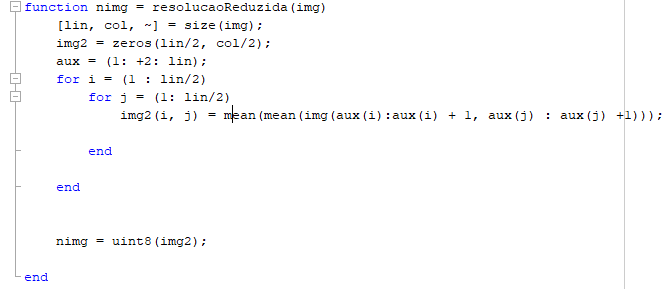 function nimg = resolucaoReduzida(img)
[lin, col, ~] = size(img);
img2 = zeros(lin/2, col/2);
aux = (1: +2: lin);
for i = (1 : lin/2)
for j = (1: lin/2)
img2(i, j) = mean(mean(img(aux(i):aux(i) + 1, aux(j) : aux(j) +1)));
end
end
nimg = uint8(img2);
end